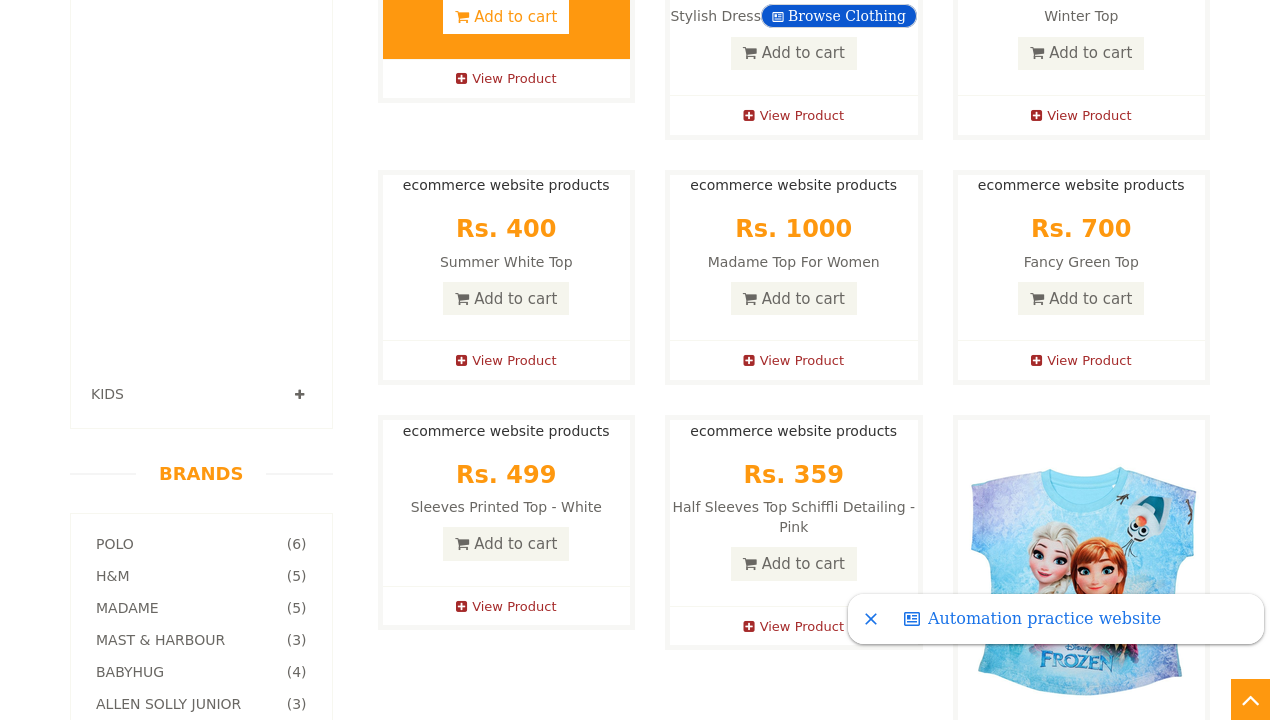 Add to cart
View Product
Stylish Dress
Browse Clothing
Add to cart
View Product
Winter Top
Add to cart
View Product
ecommerce website products
Rs. 400
Summer White Top
Add to cart
View Product
ecommerce website products
Rs. 1000
Madame Top For Women
Add to cart
View Product
ecommerce website products
Rs. 700
Fancy Green Top
Add to cart
View Product
KIDS
BRANDS
POLO (6)
H&M (5)
MADAME (5)
MAST & HARBOUR (3)
BABYHUG (4)
ALLEN SOLLY JUNIOR (3)
ecommerce website products
Rs. 499
Sleeves Printed Top - White
Add to cart
View Product
ecommerce website products
Rs. 359
Half Sleeves Top Schiffli Detailing -
Pink
Add to cart
View Product
Disney
FROZEN
Automation practice website